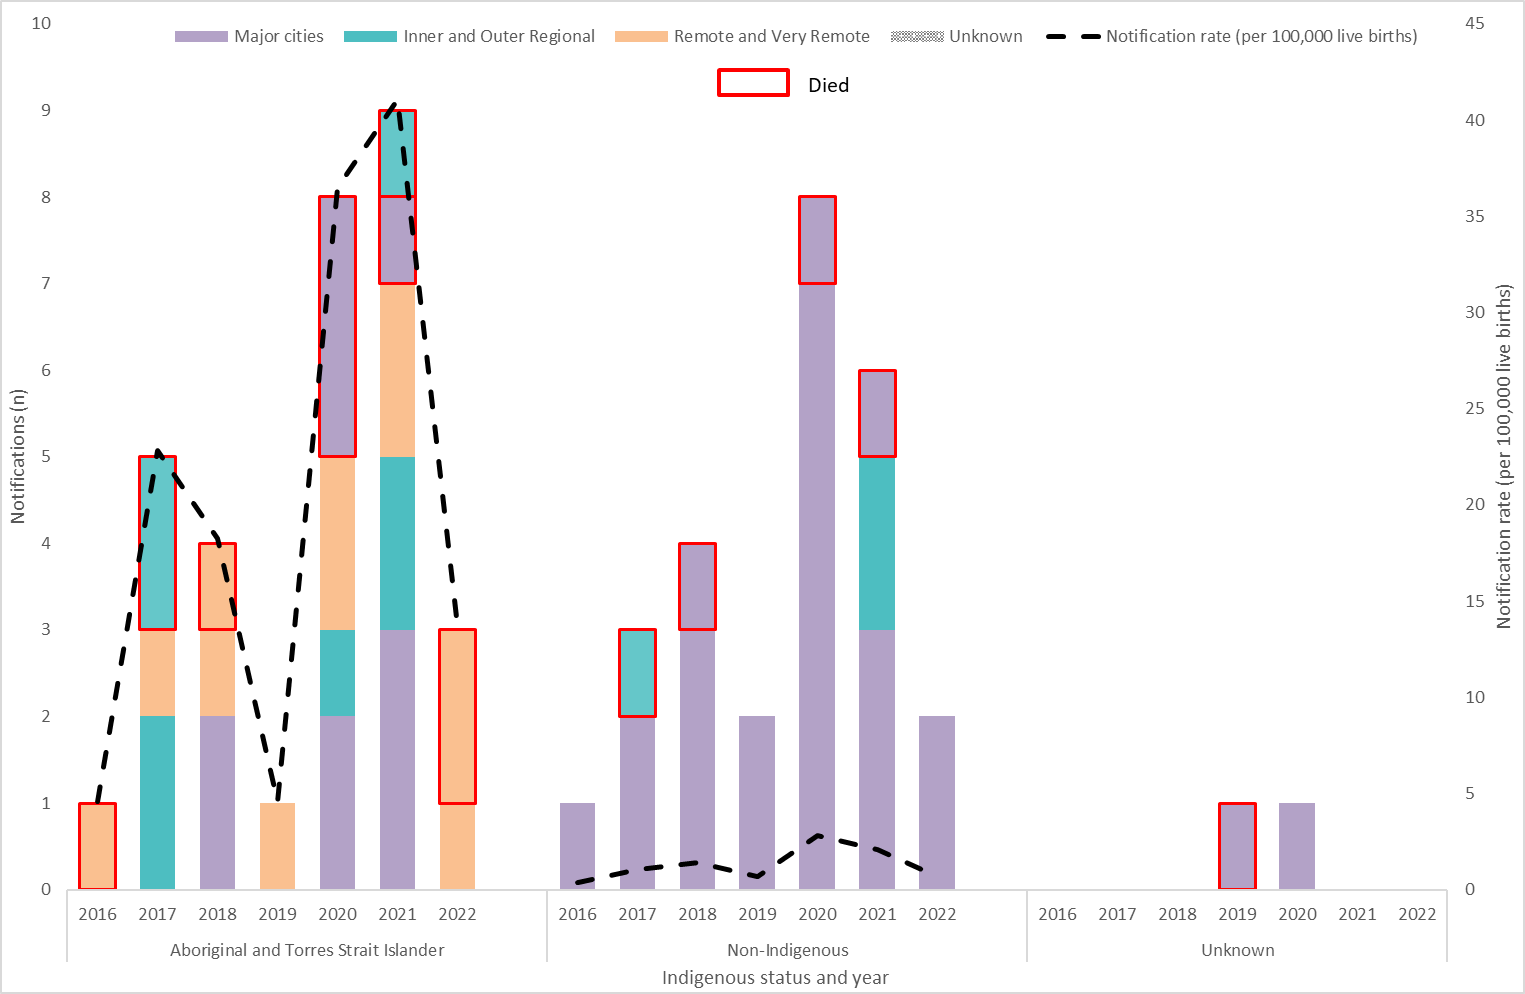 Major cities
Inner and Outer Regional
Remote and Very Remote
Unknown
Notification rate (per 100,000 live births)
Died
Notifications (n)
10
9
8
7
6
5
4
3
2
1
0
45
40
35
30
25
20
15
10
5
0
Notification rate (per 100,000 live births)
2016 2017 2018 2019 2020 2021 2022
2016 2017 2018 2019 2020 2021 2022
2016 2017 2018 2019 2020 2021 2022
Aboriginal and Torres Strait Islander
Non-Indigenous
Unknown
Indigenous status and year